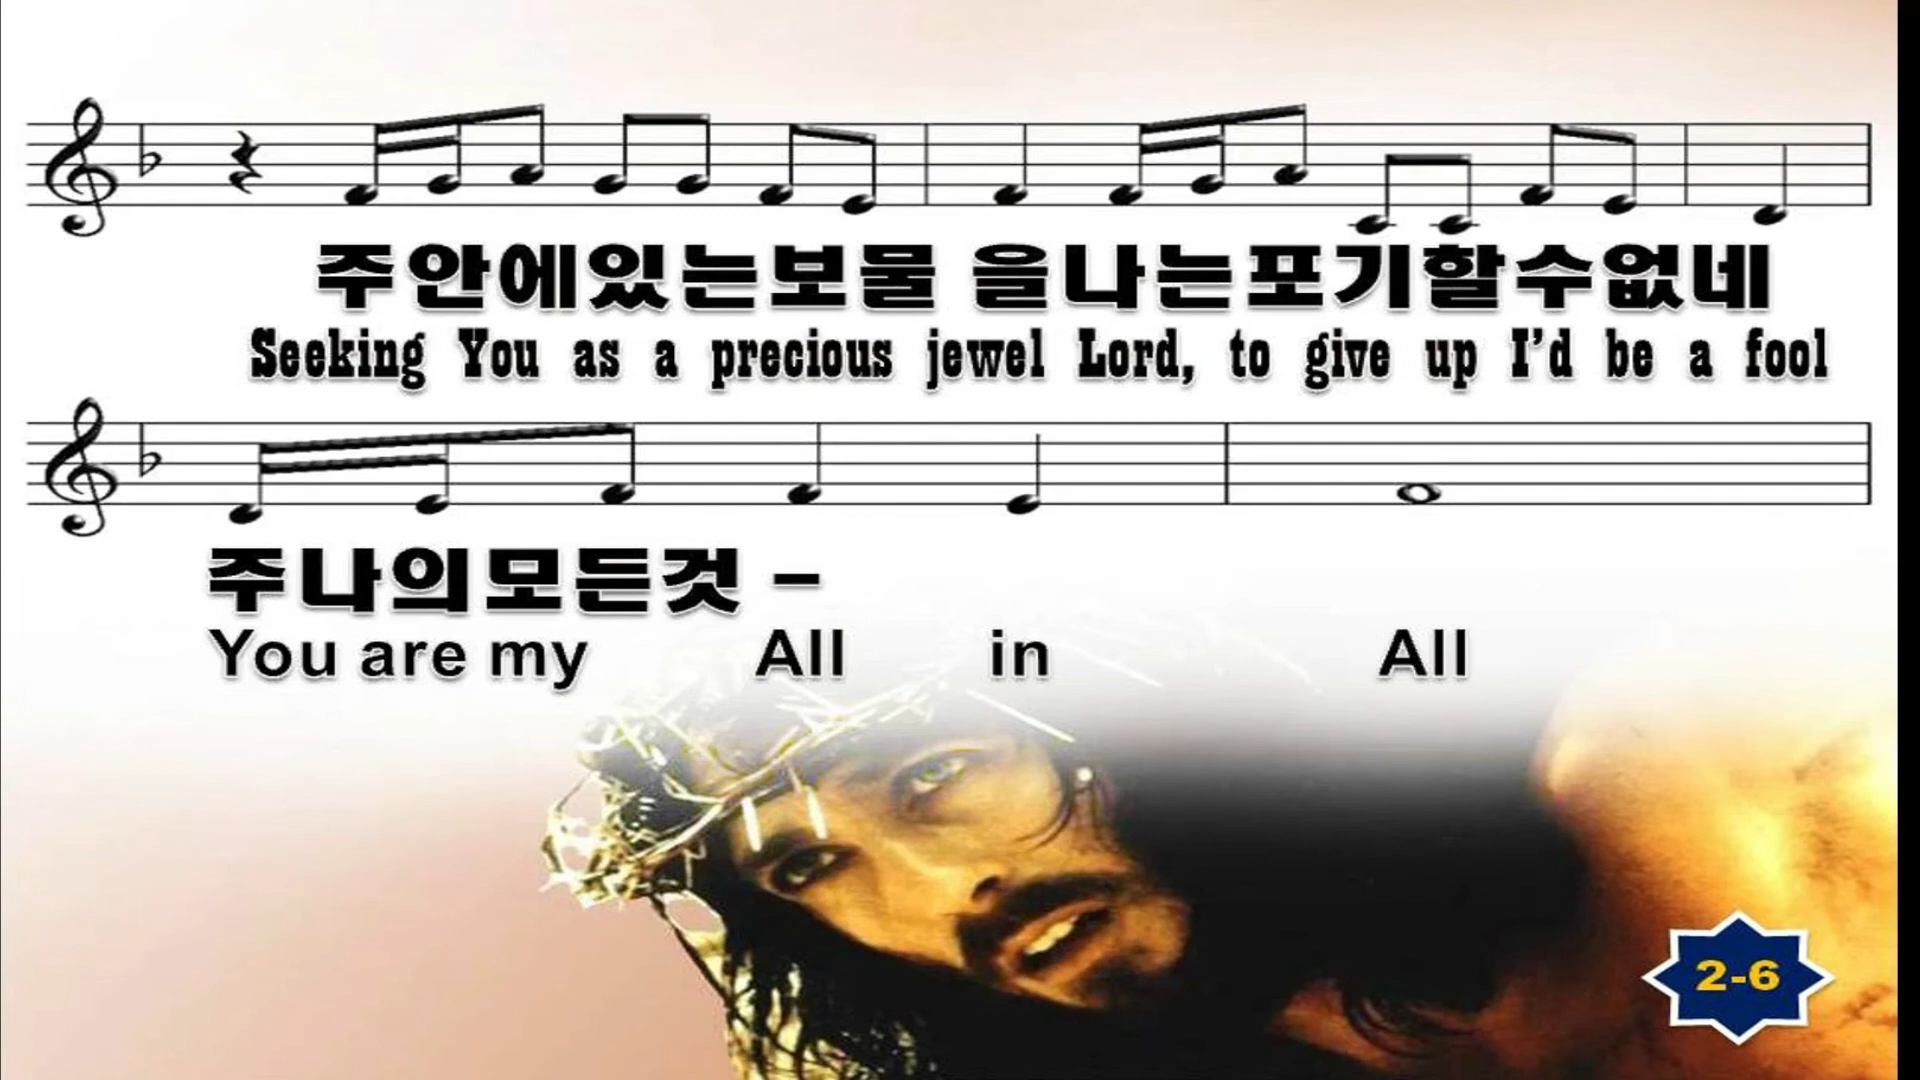 주안에있는보물 을나는포기할수없네
Seeking You as a precious jewel Lord, to give up I'd be a fool
주나의모든것 –
You are my All in All
2-6